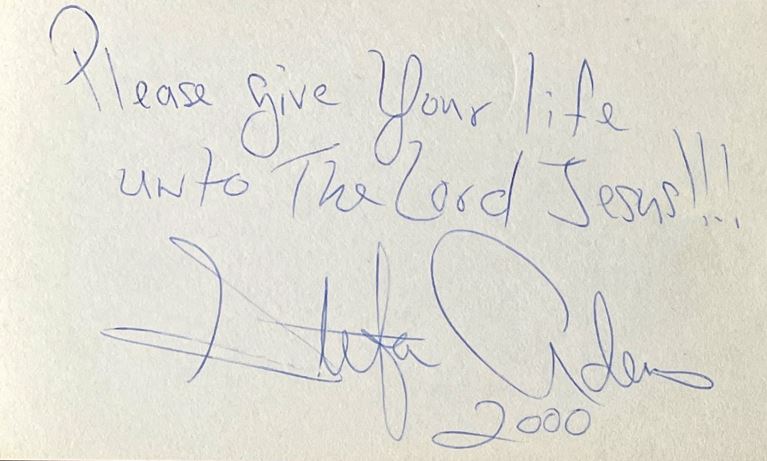 Please give Your life
unto The Lord Jesus!!!
2000